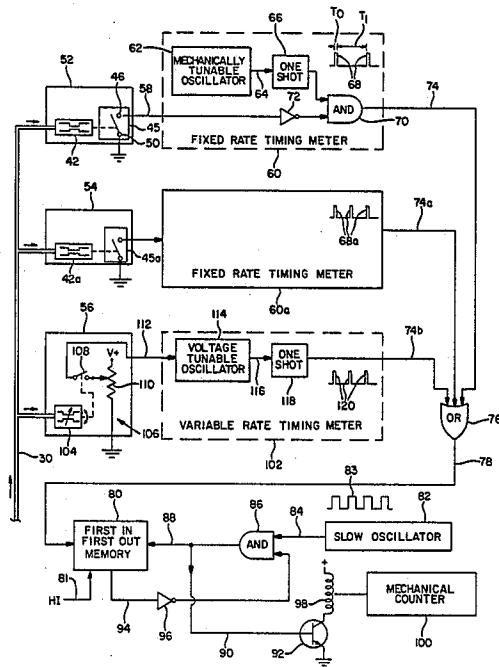 52
46
58
45
50
42
62
MECHANICALLY
TUNABLE
OSCILLATOR
64
66
ONE
SHOT
T0
T1
68
72
AND
70
74
FIXED RATE TIMING METER
60
54
42a
45a
68a
FIXED RATE TIMING METER
60a
74a
56
108
V+
110
104
106
112
114
VOLTAGE
TUNABLE
OSCILLATOR
116
ONE
SHOT
118
120
VARIABLE RATE TIMING METER
102
74b
OR
76
78
30
80
FIRST IN
FIRST OUT
MEMORY
81
HI
88
86
AND
84
83
82
SLOW OSCILLATOR
94
96
90
92
+
98
MECHANICAL
COUNTER
100